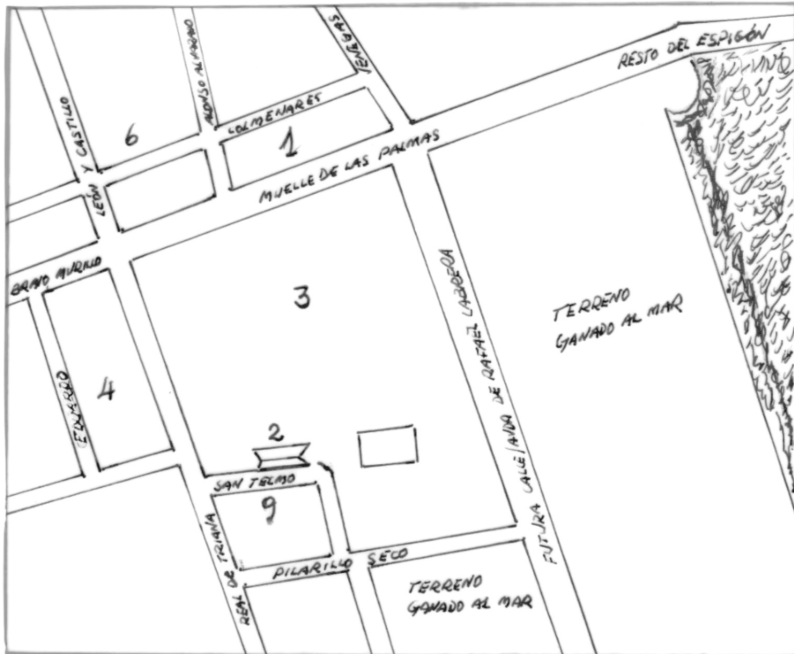 RESTO DEL ESPIGÓN
ALONSO ALVARADO
VENEGAS
COLMENARES
LEÓN Y CASTILLO
6
1
MUELLE DE LAS PALMAS
BRAVO MURILLO
3
FUTURA CALLE/AVDA DE RAFAEL CABRERA
TERRENO
GANADO AL MAR
4
2
SAN TELMO
9
REAL DE TRIANA
PILARILLO SECO
TERRENO
GANADO AL MAR